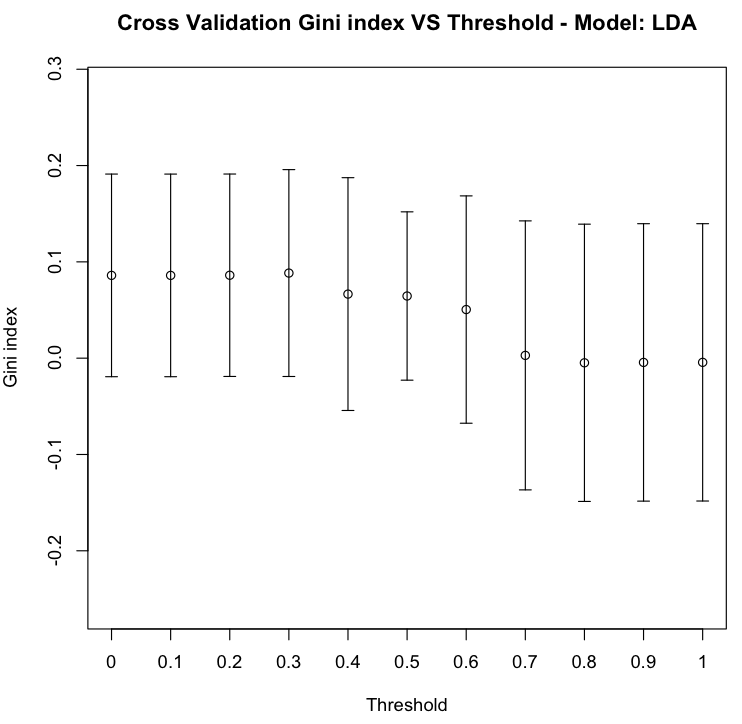 Cross Validation Gini index VS Threshold - Model: LDA
0.3
0.2
0.1
0.0
-0.1
-0.2
Gini index
0 0.1 0.2 0.3 0.4 0.5 0.6 0.7 0.8 0.9 1
Threshold